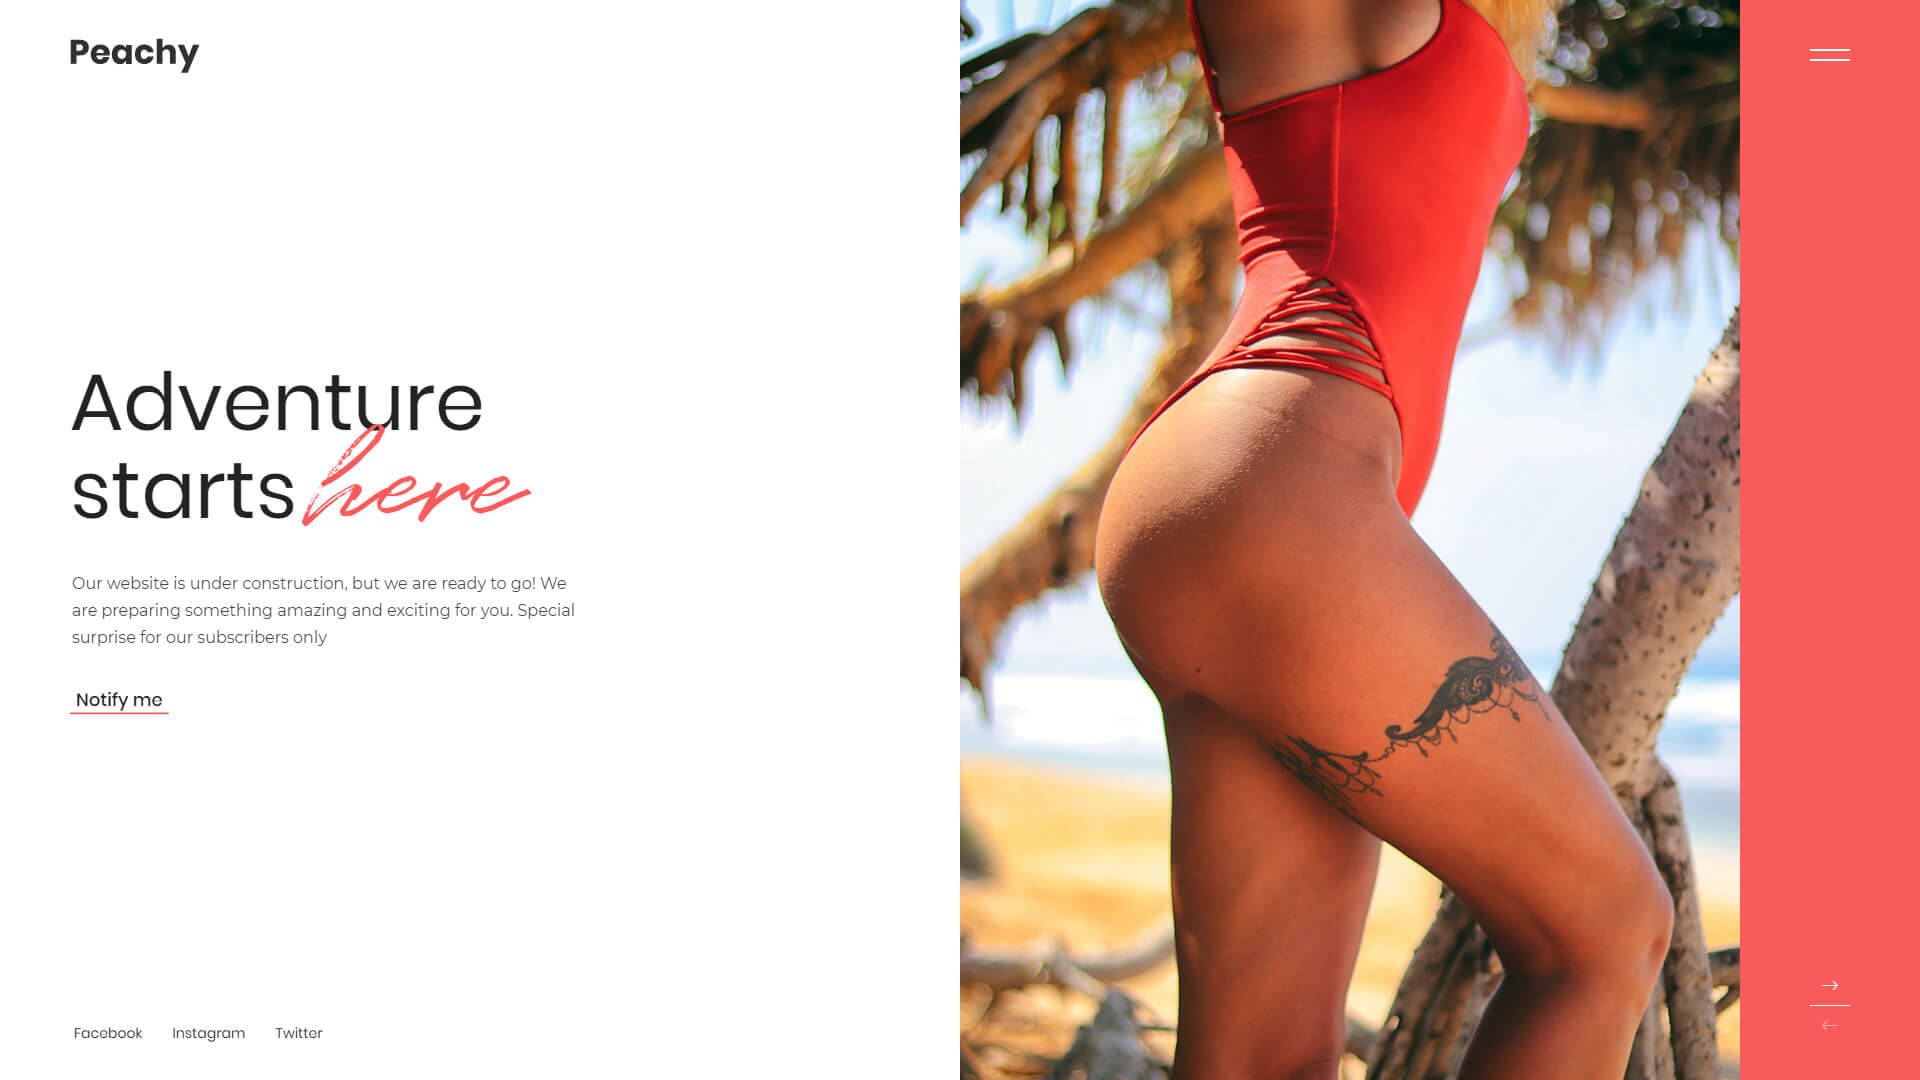 Peachy
Adventure
starts here
Our website is under construction, but we are ready to go! We
are preparing something amazing and exciting for you. Special
surprise for our subscribers only
Notify me
Facebook Instagram Twitter